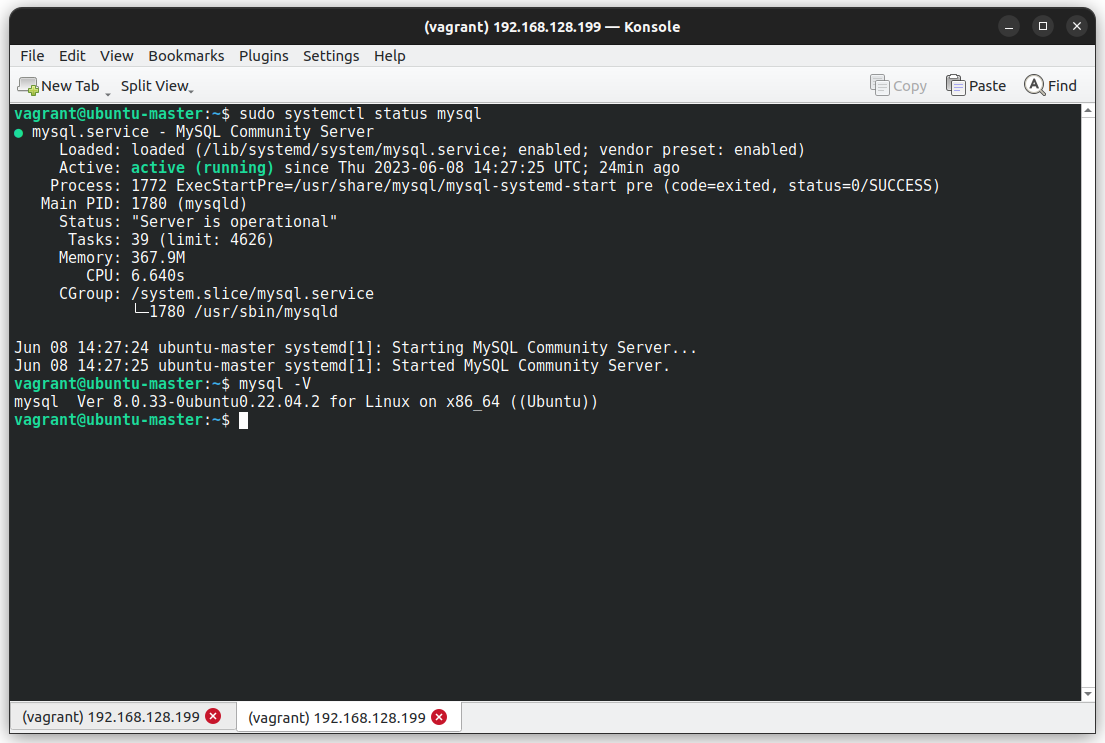 (vagrant) 192.168.128.199 — Konsole
File Edit View Bookmarks Plugins Settings Help
New Tab Split View Copy Paste Find
vagrant@ubuntu-master:~$ sudo systemctl status mysql
● mysql.service - MySQL Community Server
Loaded: loaded (/lib/systemd/system/mysql.service; enabled; vendor preset: enabled)
Active: active (running) since Thu 2023-06-08 14:27:25 UTC; 24min ago
Process: 1772 ExecStartPre=/usr/share/mysql/mysql-systemd-start pre (code=exited, status=0/SUCCESS)
Main PID: 1780 (mysqld)
Status: "Server is operational"
Tasks: 39 (limit: 4626)
Memory: 367.9M
CPU: 6.640s
CGroup: /system.slice/mysql.service
└─1780 /usr/sbin/mysqld
Jun 08 14:27:24 ubuntu-master systemd[1]: Starting MySQL Community Server...
Jun 08 14:27:25 ubuntu-master systemd[1]: Started MySQL Community Server.
vagrant@ubuntu-master:~$ mysql -V
mysql  Ver 8.0.33-0ubuntu0.22.04.2 for Linux on x86_64 ((Ubuntu))
vagrant@ubuntu-master:~$
(vagrant) 192.168.128.199 (vagrant) 192.168.128.199